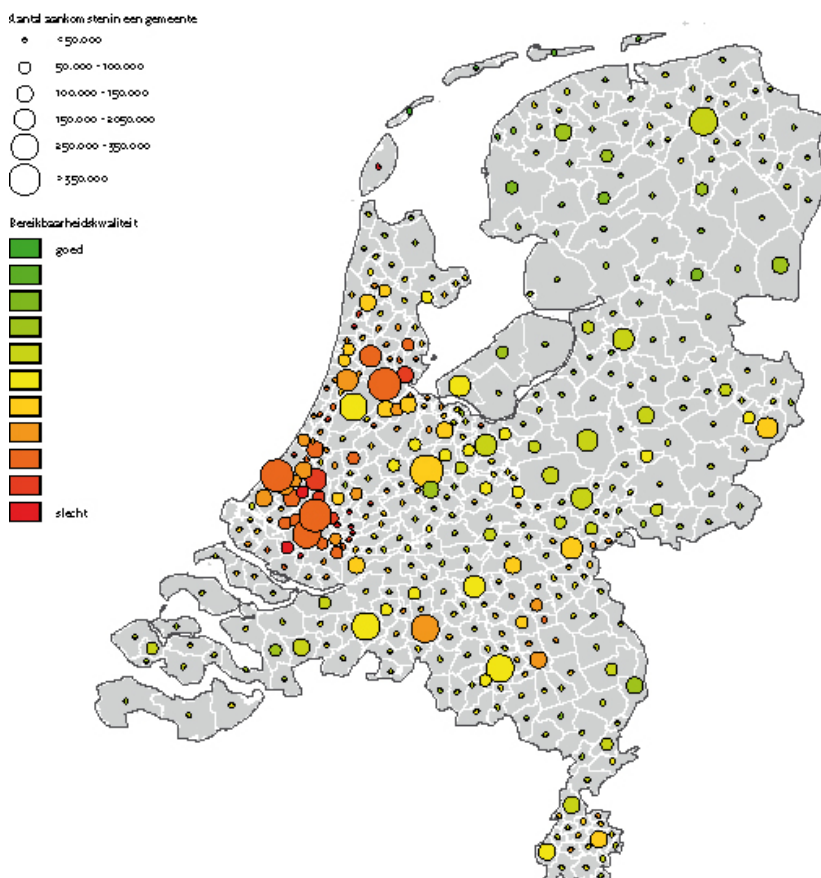 Aantal aankomsten in een gemeente
< 50.000
50.000 - 100.000
100.000 - 150.000
150.000 - 2050.000
250.000 - 350.000
> 350.000
Bereikbaarheidskwaliteit
goed
slecht